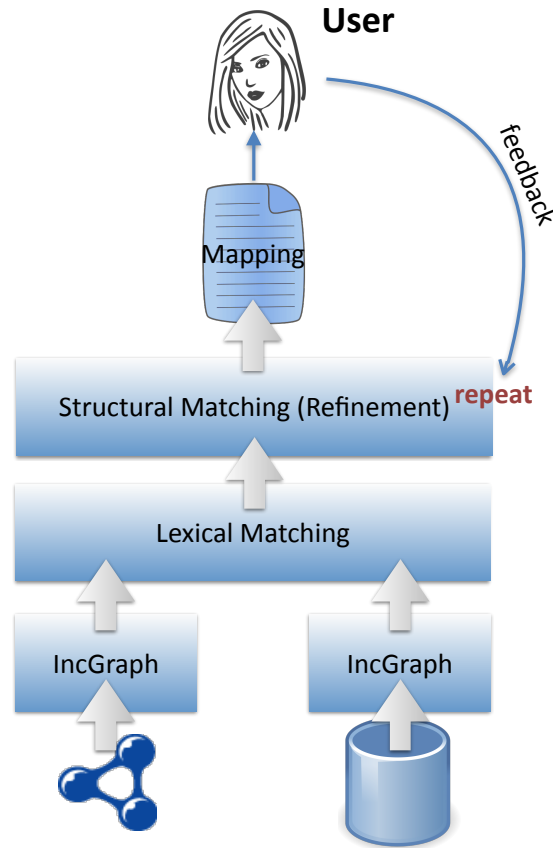 User
feedback
Mapping
repeat
Structural Matching (Refinement)
Lexical Matching
IncGraph
IncGraph